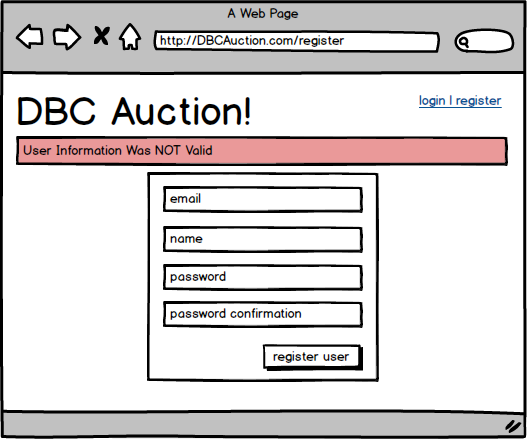 A Web Page
http://DBCAuction.com/register
DBC Auction!
login | register
User Information Was NOT Valid
email
name
password
password confirmation
register user